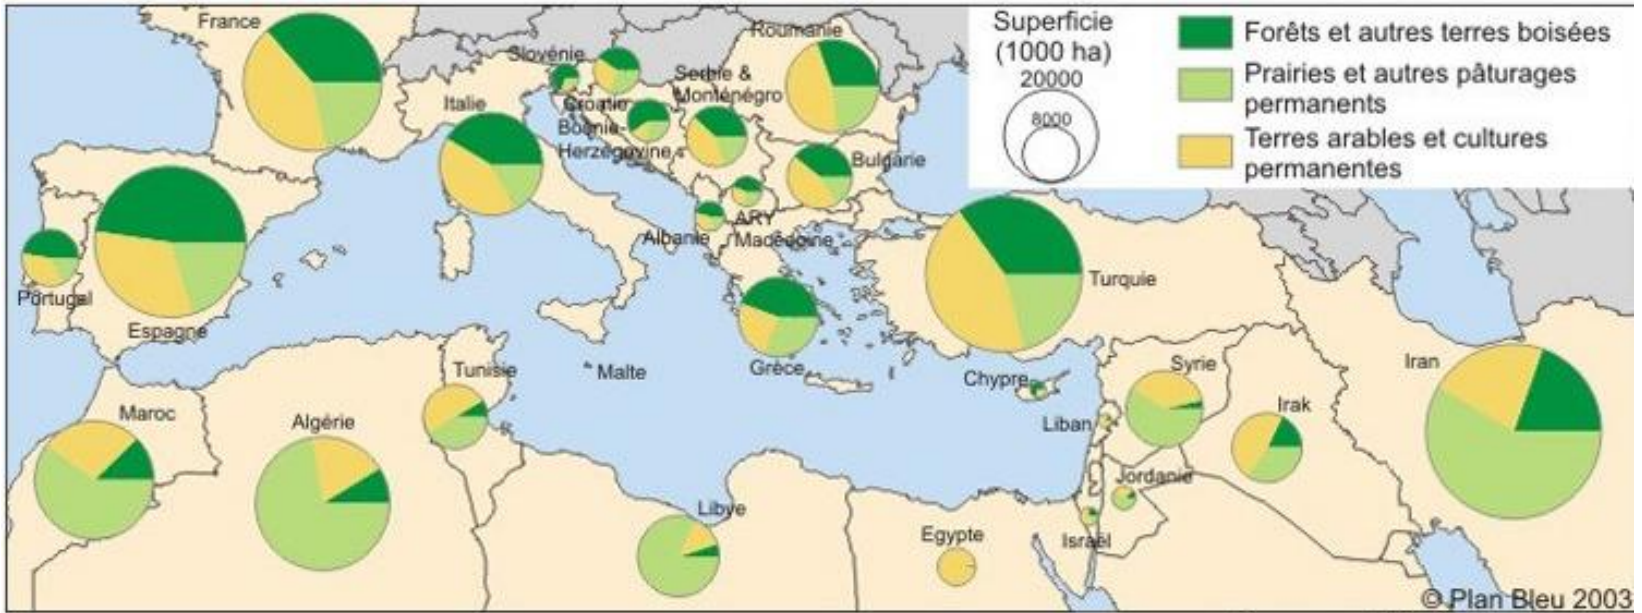 France
Slovénie
Roumanie
Serbie &
Monténégro
Italie
Croatie
Bosnie-
Herzégovine
Bulgarie
ARY
Macédoine
Albanie
Portugal
Espagne
Grèce
Turquie
Malte
Chypre
Tunisie
Syrie
Iran
Maroc
Algérie
Liban
Irak
Jordanie
Libye
Egypte
Israël
Superficie
(1000 ha)
20000
8000
Forêts et autres terres boisées
Prairies et autres pâturages
permanents
Terres arables et cultures
permanentes
© Plan Bleu 2003